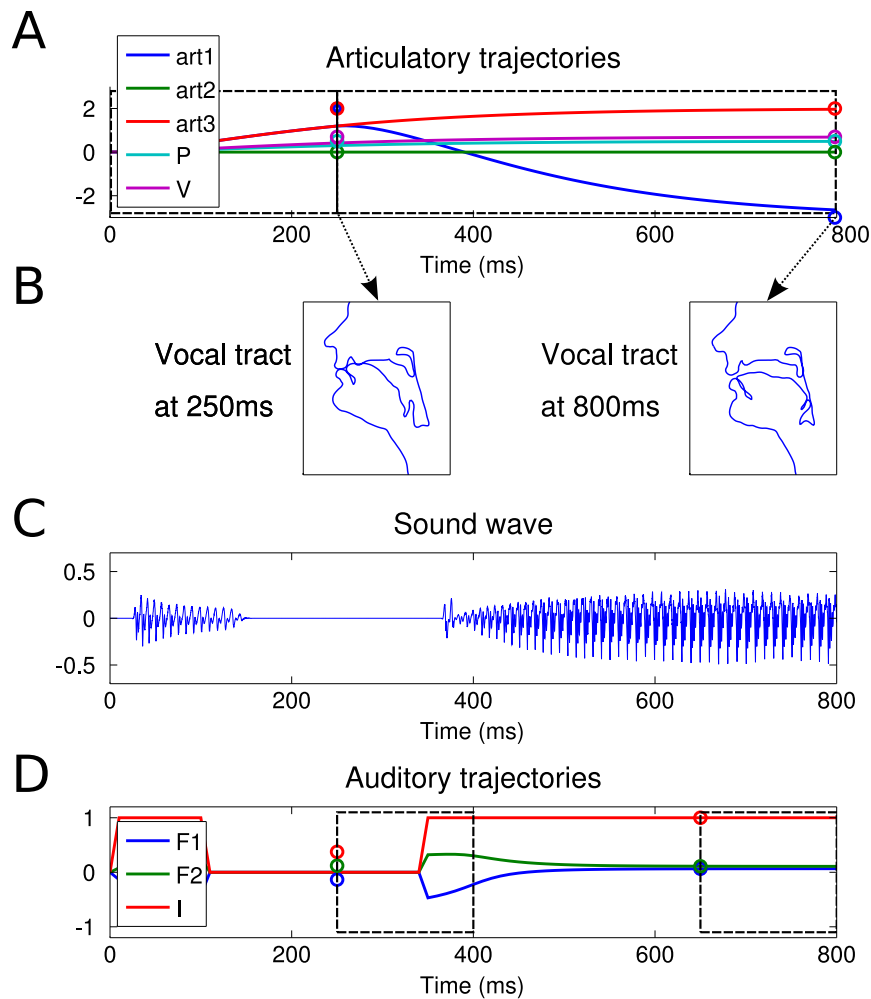 A
Articulatory trajectories
art1
art2
art3
P
V
2
0
-2
0
200
400
600
800
Time (ms)
B
Vocal tract
at 250ms
Vocal tract
at 800ms
C
Sound wave
0.5
0
-0.5
0
200
400
600
800
Time (ms)
D
Auditory trajectories
F1
F2
I
1
0
-1
0
200
400
600
800
Time (ms)